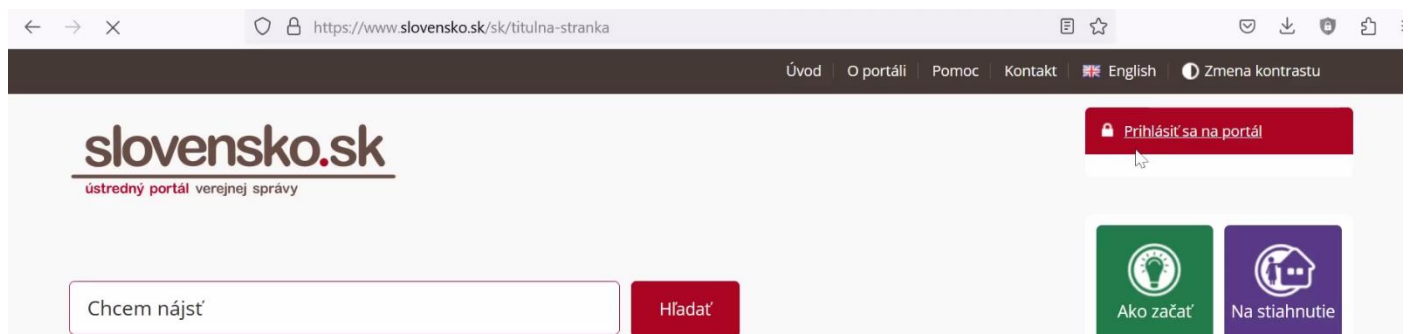 https://www.slovensko.sk/sk/titulna-stranka
Úvod O portáli Pomoc Kontakt English Zmena kontrastu
slovensko.sk
ústredný portál verejnej správy
Prihlásiť sa na portál
Chcem nájsť
Hľadať
Ako začať
Na stiahnutie